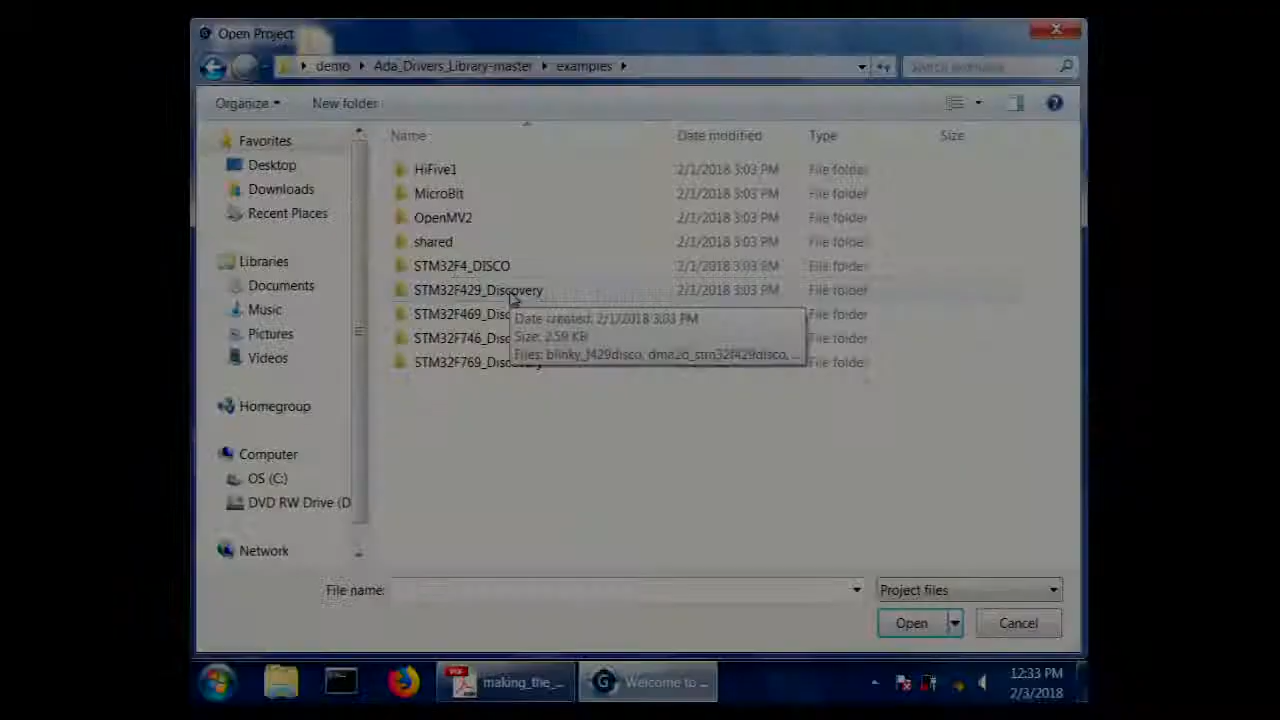 Open Project
demo Ada_Drivers_Library-master examples
Search examples
Organize New folder
Name Date modified Type Size
Favorites
Desktop
Downloads
Recent Places
Libraries
Documents
Music
Pictures
Videos
Homegroup
Computer
OS (C:)
DVD RW Drive (D
Network
HiFive1 2/1/2018 3:03 PM File folder
MicroBit 2/1/2018 3:03 PM File folder
OpenMV2 2/1/2018 3:03 PM File folder
shared 2/1/2018 3:03 PM File folder
STM32F4_DISCO 2/1/2018 3:03 PM File folder
STM32F429_Discovery 2/1/2018 3:03 PM File folder
STM32F469_Disc File folder
STM32F746_Disc File folder
STM32F769_Discovery File folder
Date created: 2/1/2018 3:03 PM
Size: 2.59 KB
Files: blinky_f429disco, dma2d_stm32f429disco, ...
File name:
Project files
Open Cancel
making_the_...
Welcome to ...
12:33 PM
2/3/2018